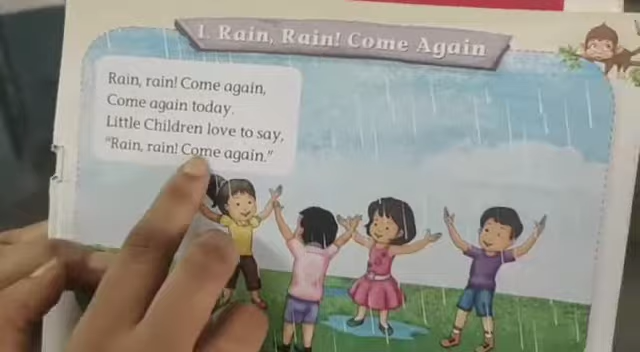 1. Rain, Rain! Come Again
Rain, rain! Come again,
Come again today.
Little Children love to say,
"Rain, rain! Come again."